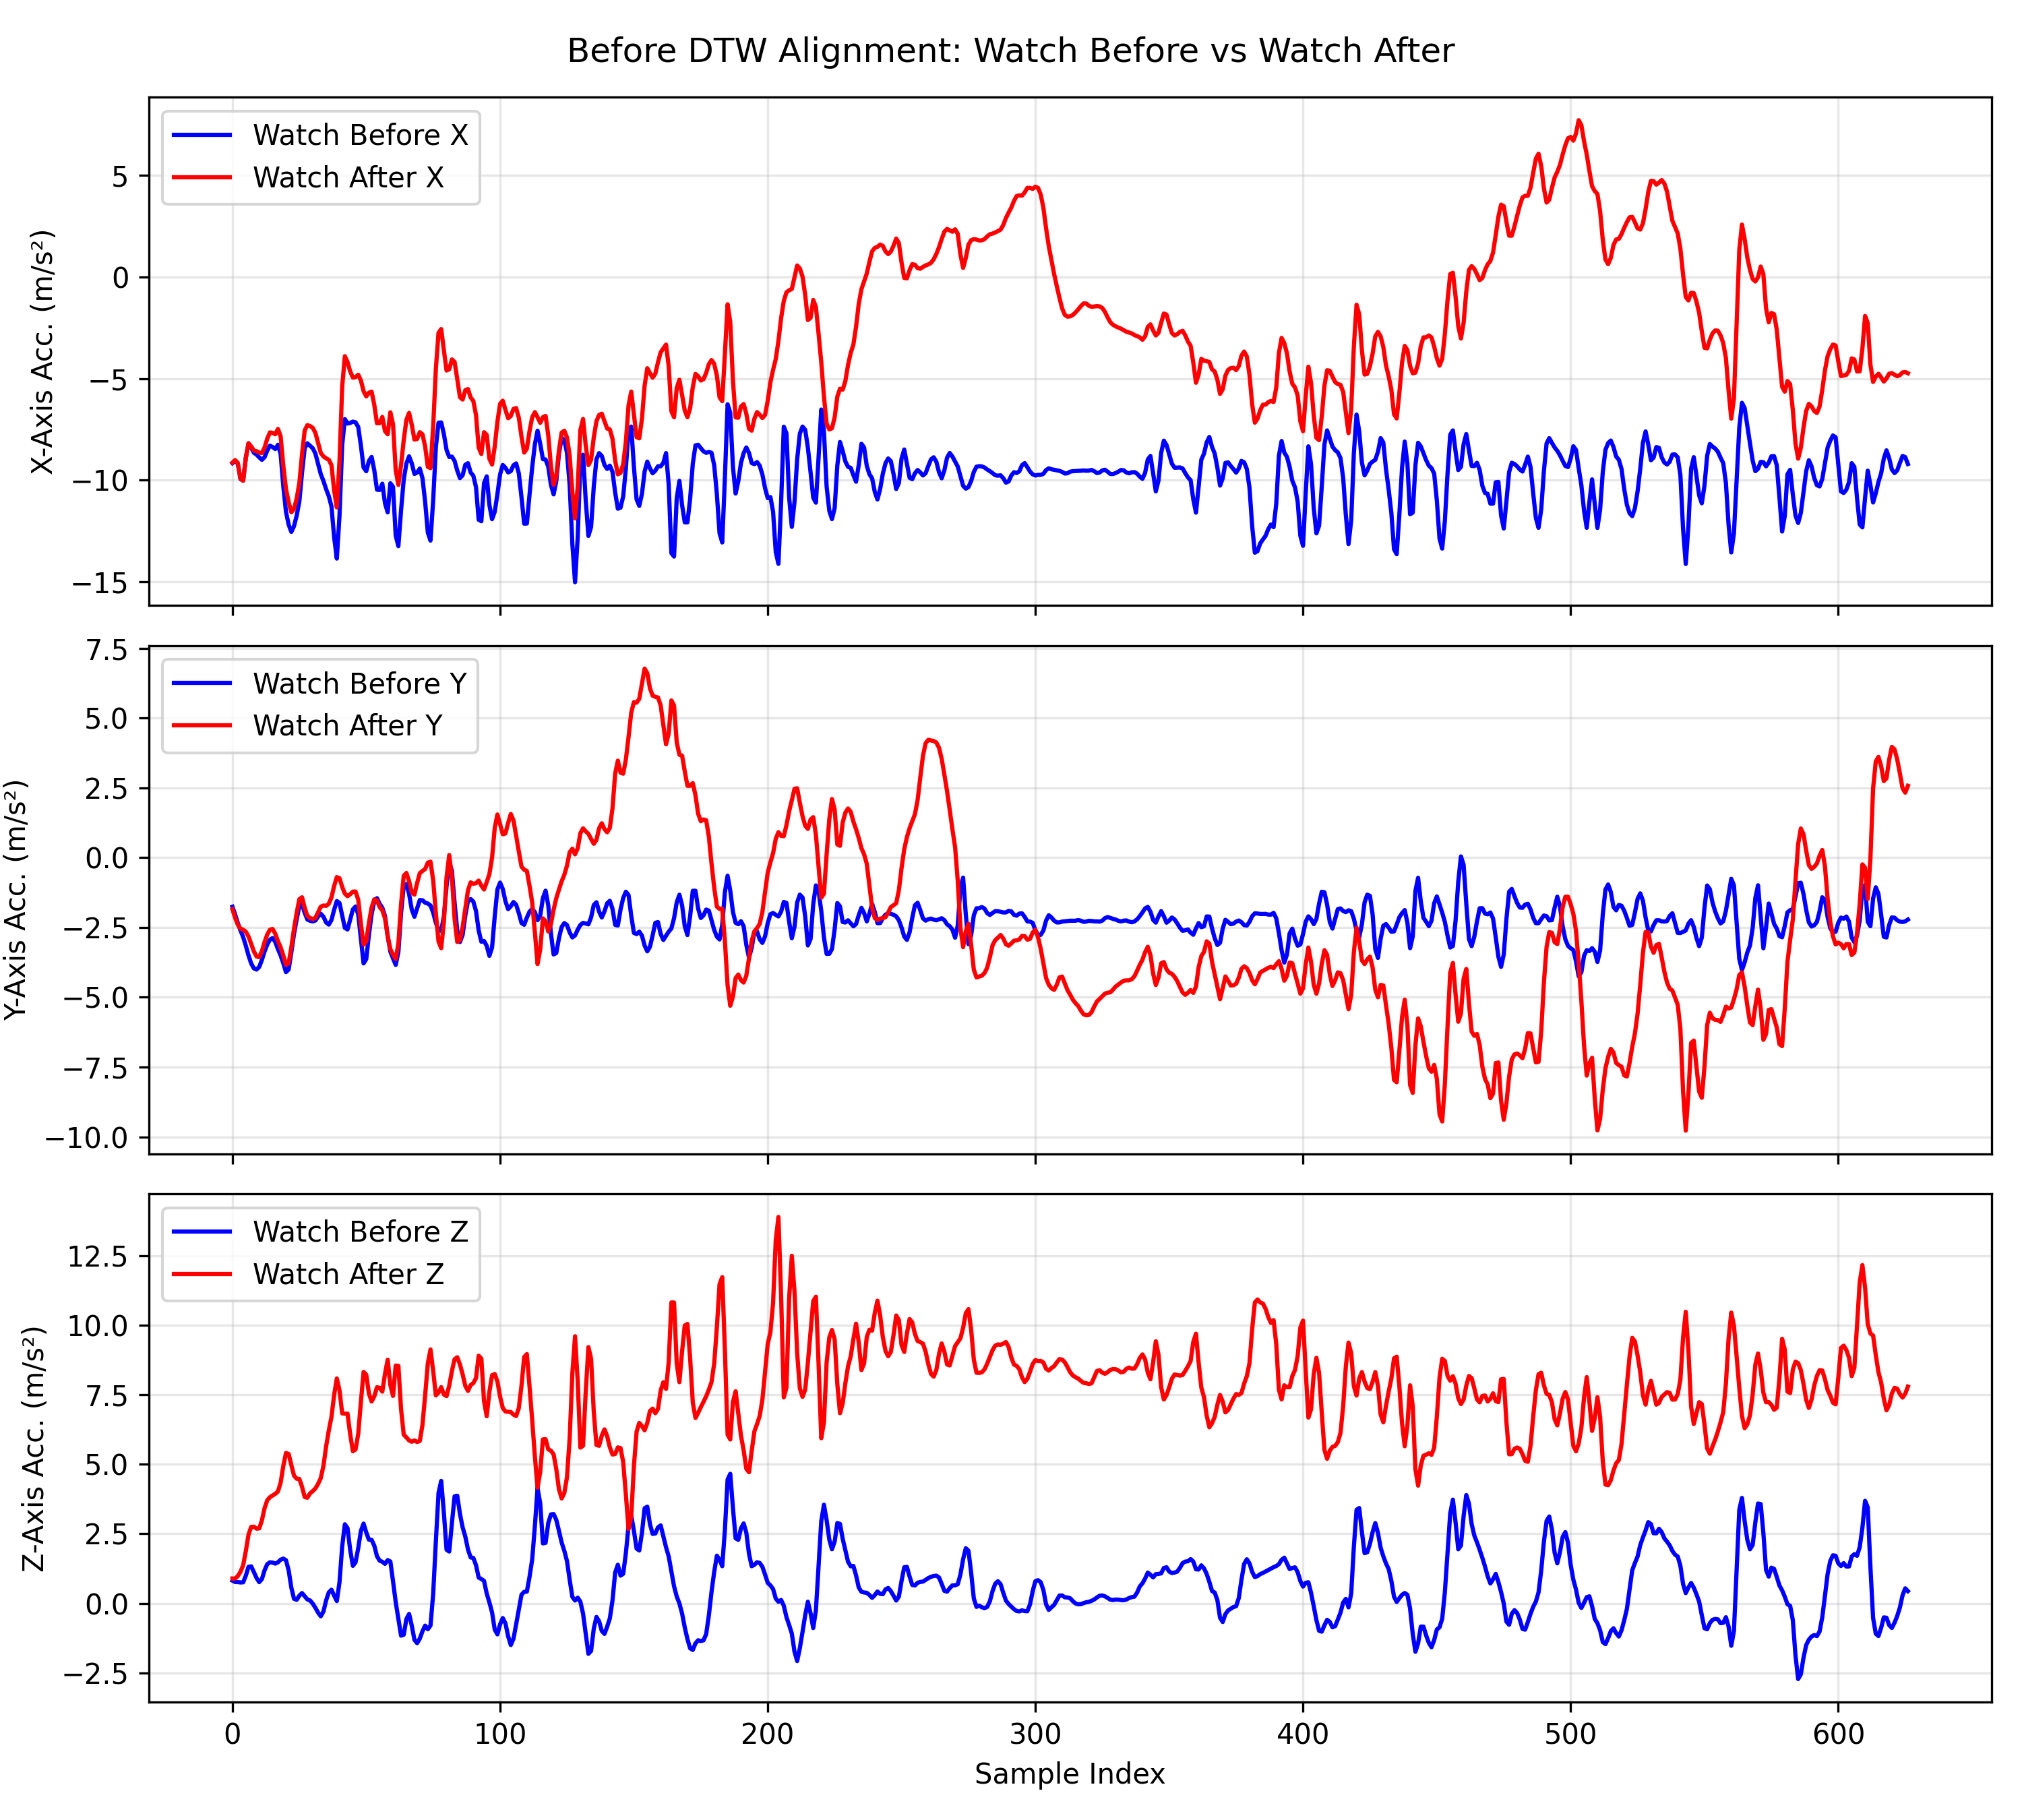 Before DTW Alignment: Watch Before vs Watch After
Watch Before X
Watch After X
X-Axis Acc. (m/s²)
5
0
−5
−10
−15
Watch Before Y
Watch After Y
Y-Axis Acc. (m/s²)
7.5
5.0
2.5
0.0
−2.5
−5.0
−7.5
−10.0
Watch Before Z
Watch After Z
Z-Axis Acc. (m/s²)
12.5
10.0
7.5
5.0
2.5
0.0
−2.5
0 100 200 300 400 500 600
Sample Index